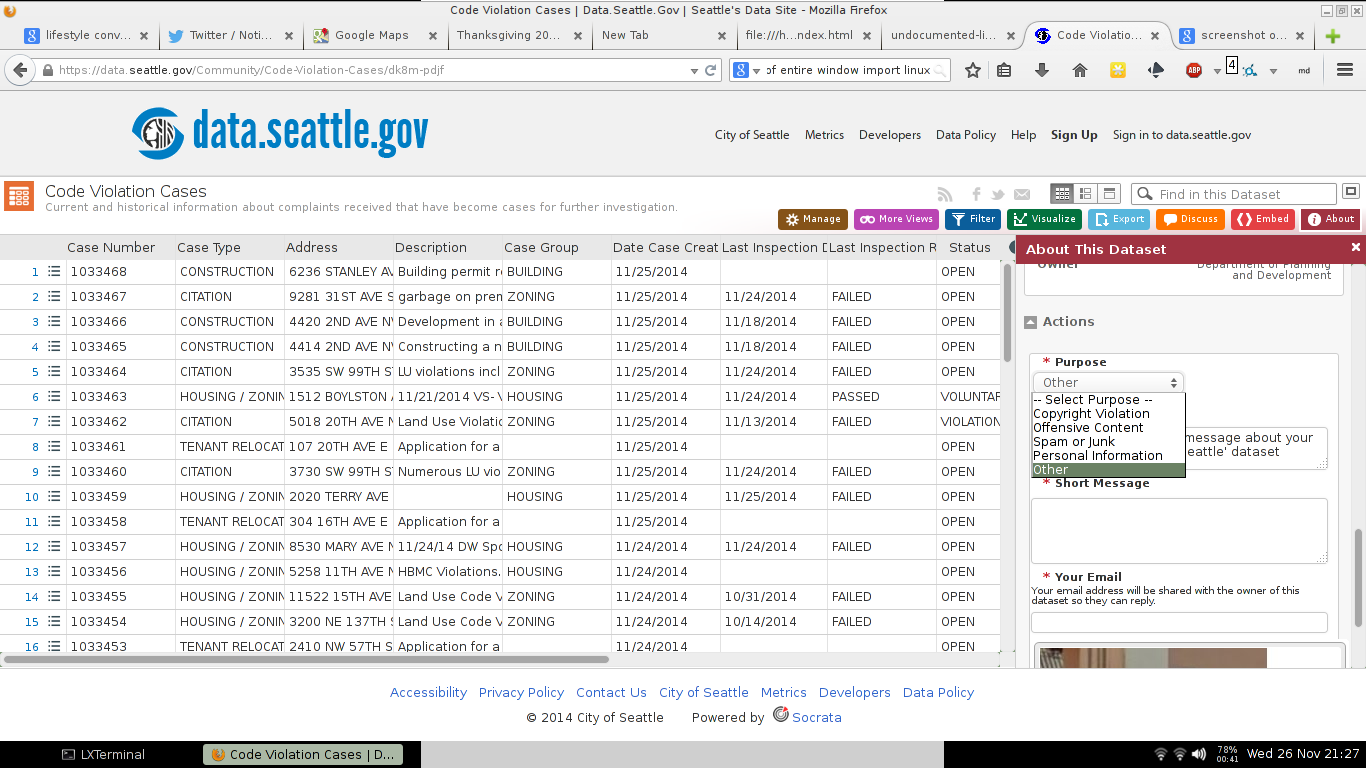 Code Violation Cases | Data.Seattle.Gov | Seattle's Data Site - Mozilla Firefox
lifestyle conv...
Twitter / Noti...
Google Maps
Thanksgiving 20...
New Tab
file:///h...ndex.html
undocumented-li...
Code Violatio...
screenshot o...
https://data.seattle.gov/Community/Code-Violation-Cases/dk8m-pdjf
of entire window import linux
ABP
4
md
data.seattle.gov
City of Seattle Metrics Developers Data Policy Help Sign Up Sign in to data.seattle.gov
Code Violation Cases
Current and historical information about complaints received that have become cases for further investigation.
Find in this Dataset
Manage More Views Filter Visualize Export Discuss Embed About
Case Number Case Type Address Description Case Group Date Case Creat Last Inspection D Last Inspection R Status
1 1033468 CONSTRUCTION 6236 STANLEY AV Building permit re BUILDING 11/25/2014 OPEN
2 1033467 CITATION 9281 31ST AVE S garbage on prem ZONING 11/25/2014 11/24/2014 FAILED OPEN
3 1033466 CONSTRUCTION 4420 2ND AVE NW Development in a BUILDING 11/25/2014 11/18/2014 FAILED OPEN
4 1033465 CONSTRUCTION 4414 2ND AVE NW Constructing a n BUILDING 11/25/2014 11/18/2014 FAILED OPEN
5 1033464 CITATION 3535 SW 99TH S LU violations incl ZONING 11/25/2014 11/24/2014 FAILED OPEN
6 1033463 HOUSING / ZONIN 1512 BOYLSTON A 11/21/2014 VS- V HOUSING 11/25/2014 11/24/2014 PASSED VOLUNTAR
7 1033462 CITATION 5018 20TH AVE N Land Use Violatic ZONING 11/25/2014 11/13/2014 FAILED VIOLATION
8 1033461 TENANT RELOCAT 107 20TH AVE E Application for a 11/25/2014 OPEN
9 1033460 CITATION 3730 SW 99TH S Numerous LU vio ZONING 11/25/2014 11/24/2014 FAILED OPEN
10 1033459 HOUSING / ZONIN 2020 TERRY AVE HOUSING 11/25/2014 11/25/2014 FAILED OPEN
11 1033458 TENANT RELOCAT 304 16TH AVE E Application for a 11/25/2014 OPEN
12 1033457 HOUSING / ZONIN 8530 MARY AVE N 11/24/14 DW Spo HOUSING 11/24/2014 11/24/2014 FAILED OPEN
13 1033456 HOUSING / ZONIN 5258 11TH AVE N HBMC Violations. HOUSING 11/24/2014 OPEN
14 1033455 HOUSING / ZONIN 11522 15TH AVE Land Use Code V ZONING 11/24/2014 10/31/2014 FAILED OPEN
15 1033454 HOUSING / ZONIN 3200 NE 137TH S Land Use Code V ZONING 11/24/2014 10/14/2014 FAILED OPEN
16 1033453 TENANT RELOCAT 2410 NW 57TH S Application for a 11/24/2014 OPEN
About This Dataset
Owner Department of Planning
and Development
Actions
* Purpose
Other
-- Select Purpose --
Copyright Violation
Offensive Content
Spam or Junk
Personal Information
Other
message about your
eattle' dataset
* Short Message
* Your Email
Your email address will be shared with the owner of this
dataset so they can reply.
Accessibility Privacy Policy Contact Us City of Seattle Metrics Developers Data Policy
© 2014 City of Seattle Powered by Socrata
LXTerminal
Code Violation Cases | D...
78%
00:41
Wed 26 Nov 21:27